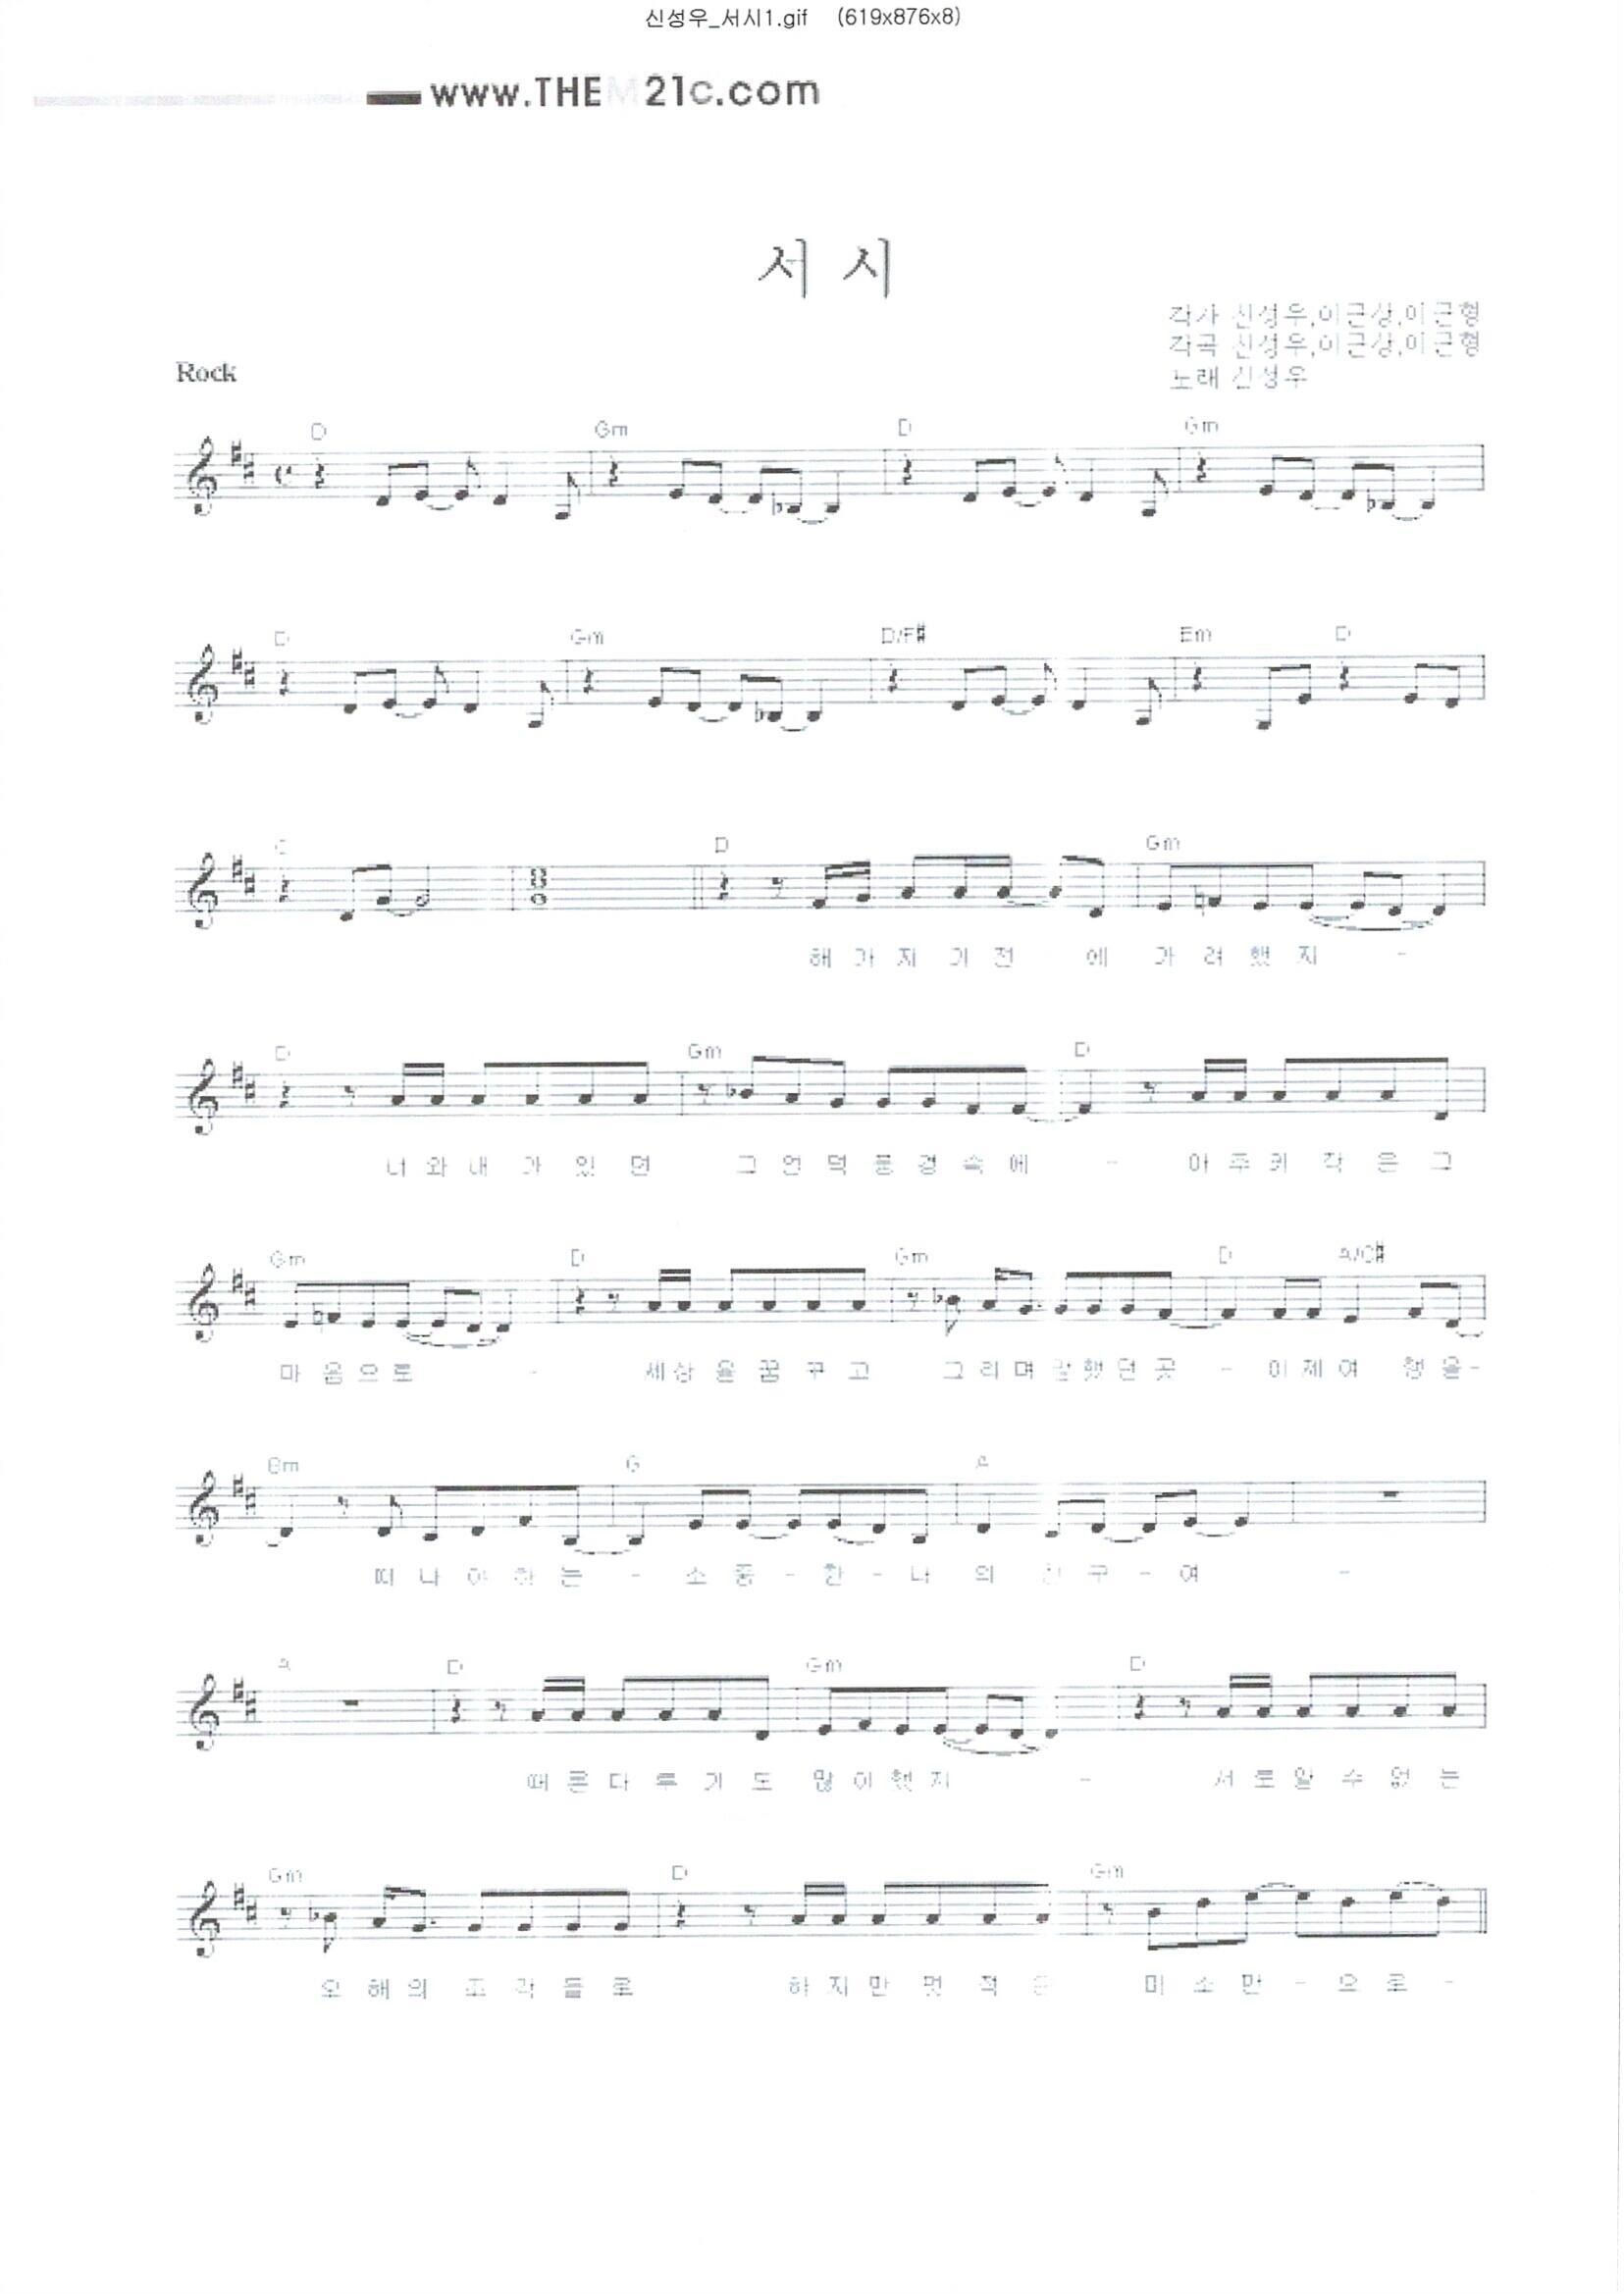 신성우_서시1.gif (619x876x8)
www.THEM21c.com
서 시
작사 신성우,이근상,이근형
작곡 신성우,이근상,이근형
노래 신성우
Rock
D Gm D Gm
D Gm D/F# Em D
D Gm
해 가 지 기 전 에 가 려 했 지 -
D Gm D
너 와 내 가 있 던 그 언 덕 풍 경 속 에 - 아 주 키 작 은 그
Gm D Gm D A/C#
마 음 으 로 - 세 상 을 꿈 꾸 고 그 리 며 말 했 던 곳 - 이 제 여 행 을 -
Bm G A
떠 나 야 하 는 - 소 중 - 한 - 나 의 친 구 - 여 -
A D Gm D
때 론 다 투 기 도 많 이 했 지 - 서 로 알 수 없 는
Gm D Gm
오 해 의 조 각 들 로 하 지 만 멋 적 은 미 소 만 - 으 로 -